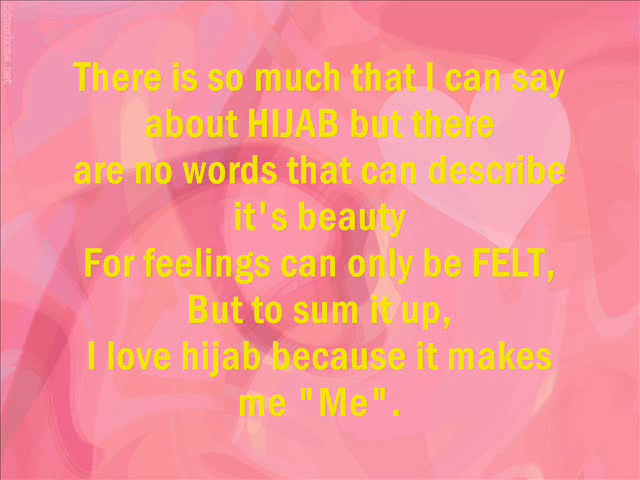 There is so much that I can say
about HIJAB but there
are no words that can describe
it's beauty
For feelings can only be FELT,
But to sum it up,
I love hijab because it makes
me "Me".